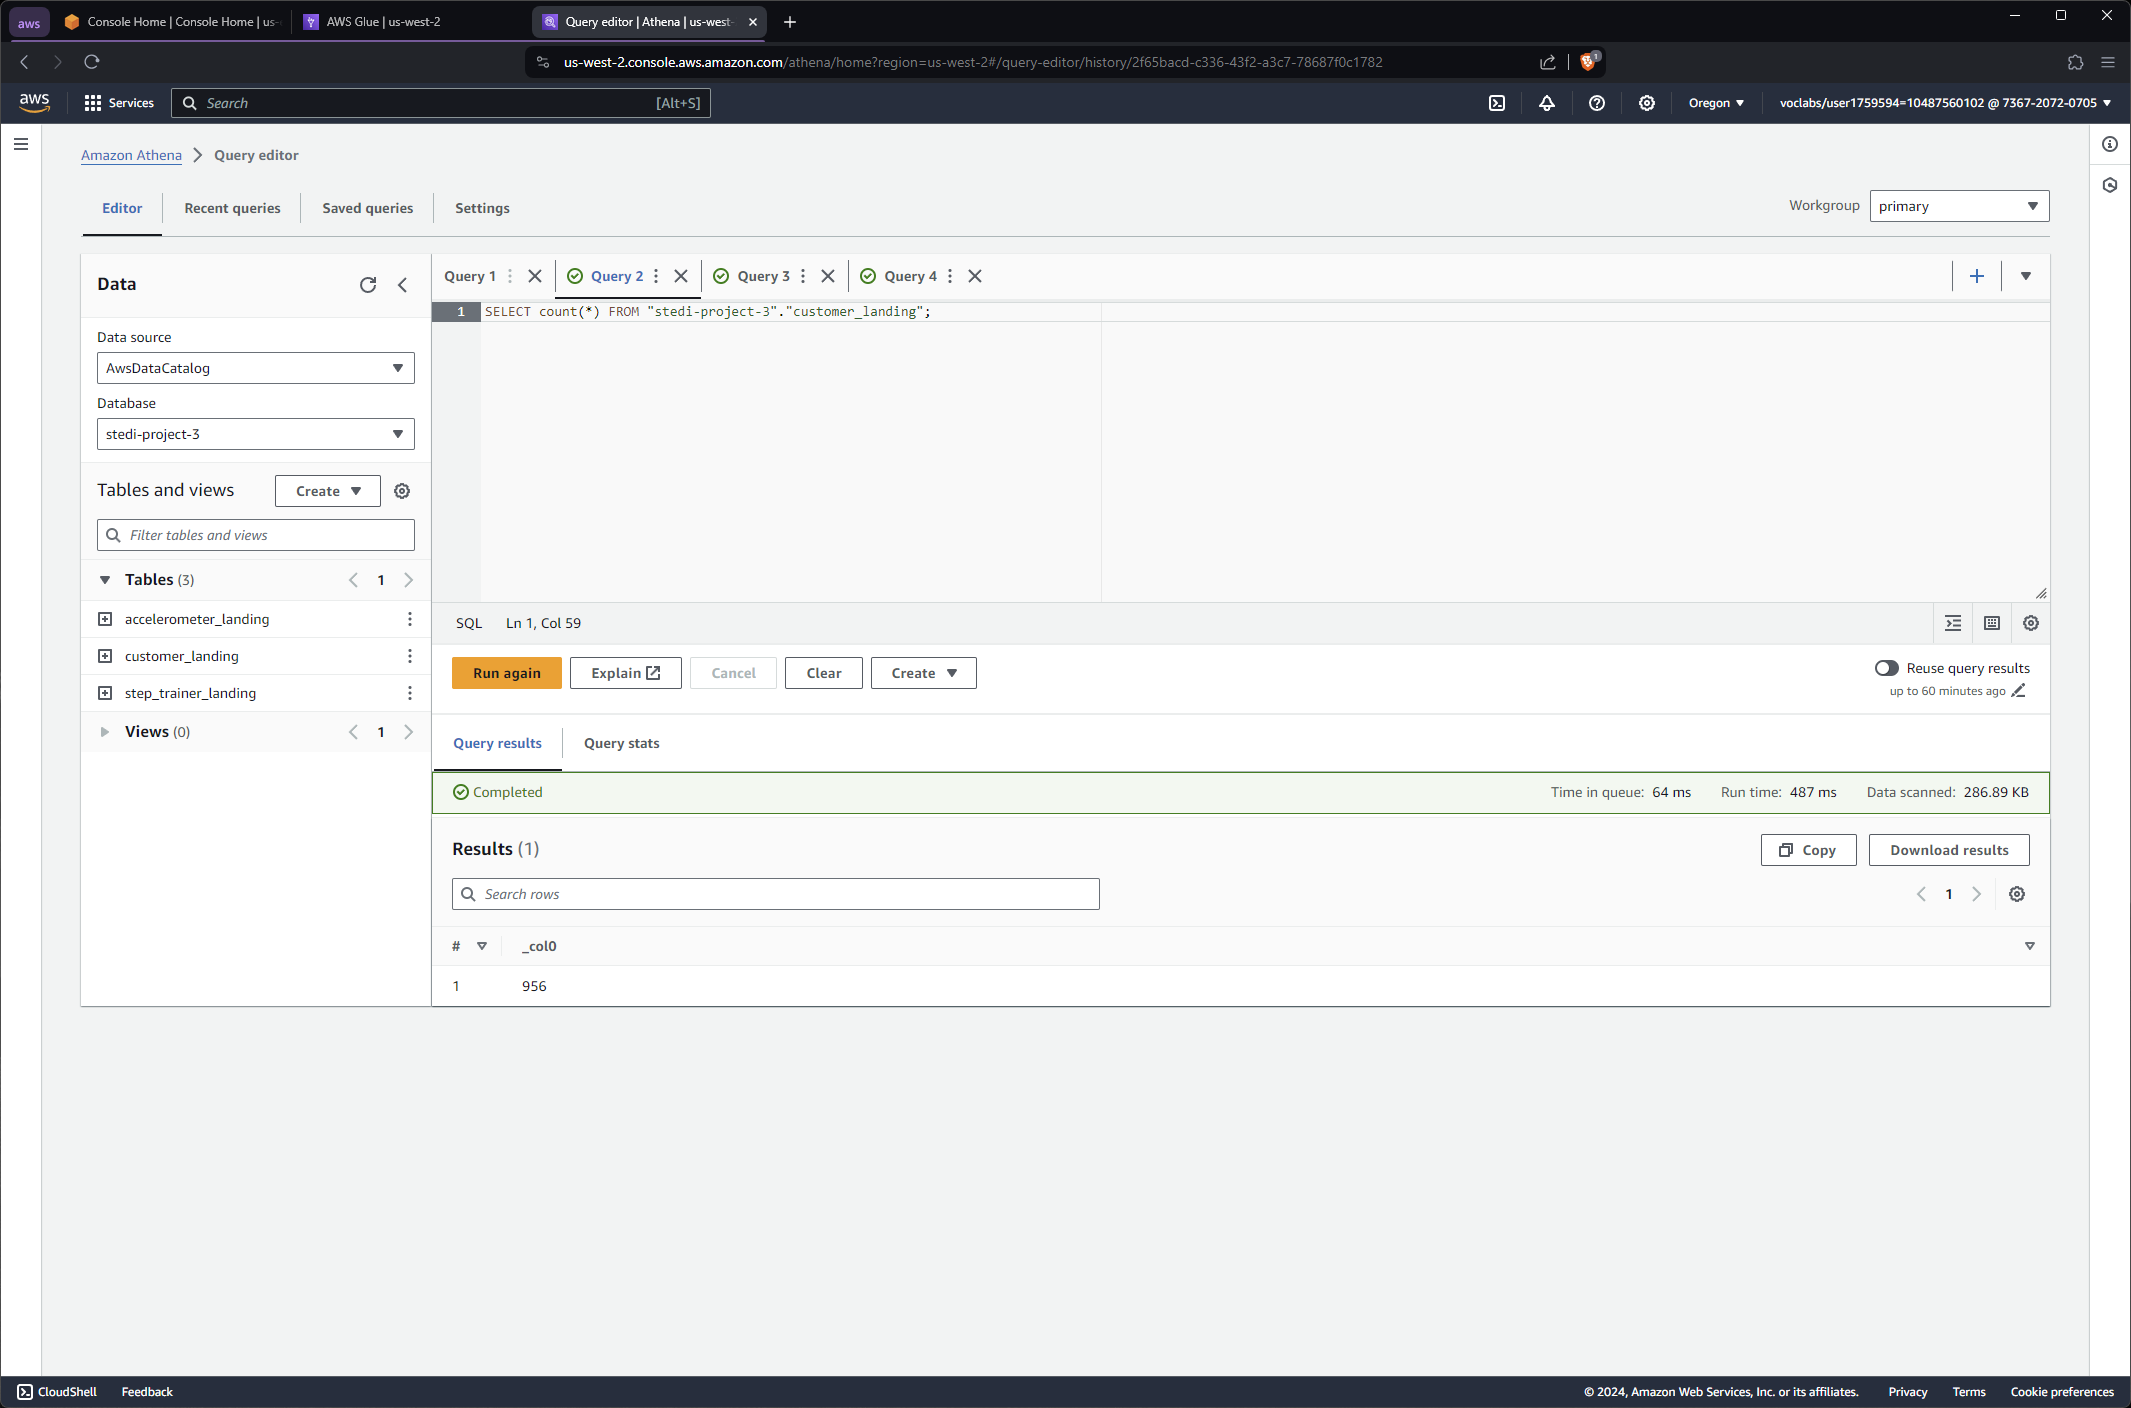 aws
Console Home | Console Home | us-
AWS Glue | us-west-2
Query editor | Athena | us-west-
us-west-2.console.aws.amazon.com/athena/home?region=us-west-2#/query-editor/history/2f65bacd-c336-43f2-a3c7-78687f0c1782
1
aws
Services
Search
[Alt+S]
Oregon
voclabs/user1759594=10487560102 @ 7367-2072-0705
Amazon Athena
Query editor
Editor
Recent queries
Saved queries
Settings
Workgroup
primary
Data
Data source
AwsDataCatalog
Database
stedi-project-3
Tables and views
Create
Filter tables and views
Tables (3)
1
accelerometer_landing
customer_landing
step_trainer_landing
Views (0)
1
Query 1
Query 2
Query 3
Query 4
1
SELECT count(*) FROM "stedi-project-3"."customer_landing";
SQL
Ln 1, Col 59
Run again
Explain
Cancel
Clear
Create
Reuse query results
up to 60 minutes ago
Query results
Query stats
Completed
Time in queue: 64 ms
Run time: 487 ms
Data scanned: 286.89 KB
Results (1)
Copy
Download results
Search rows
1
#
_col0
1
956
CloudShell
Feedback
© 2024, Amazon Web Services, Inc. or its affiliates.
Privacy
Terms
Cookie preferences